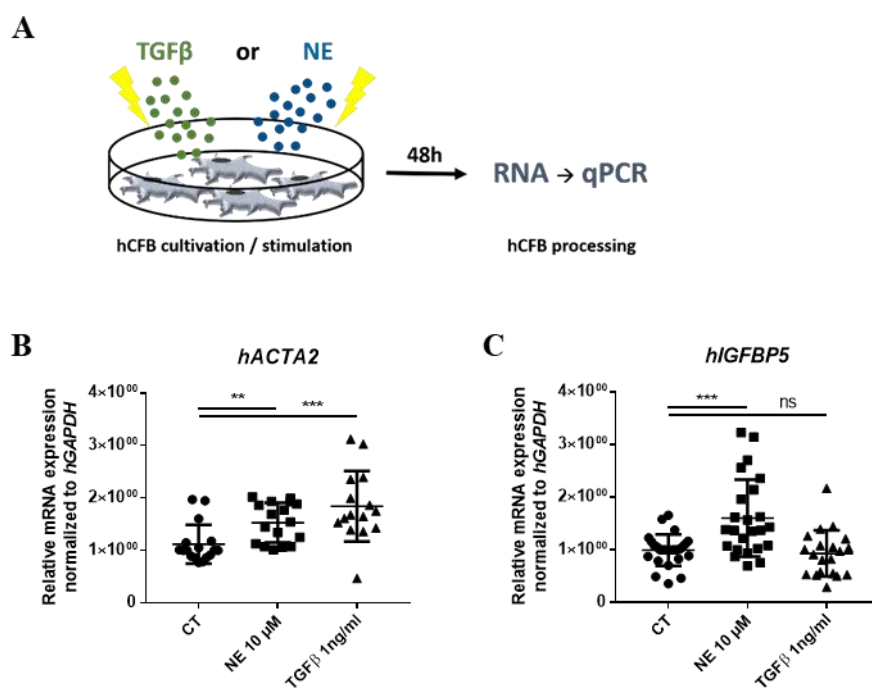 A
TGFβ or NE
48h
RNA → qPCR
hCFB cultivation / stimulation
hCFB processing
B
hACTA2
Relative mRNA expression
normalized to hGAPDH
4×10⁰⁰
3×10⁰⁰
2×10⁰⁰
1×10⁰⁰
0
**
***
CT
NE 10 µM
TGFβ 1ng/ml
C
hIGFBP5
Relative mRNA expression
normalized to hGAPDH
4×10⁰⁰
3×10⁰⁰
2×10⁰⁰
1×10⁰⁰
0
***
ns
CT
NE 10 µM
TGFβ 1ng/ml